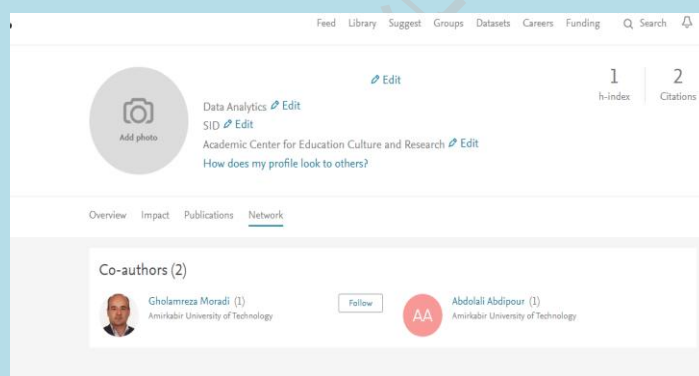 Feed Library Suggest Groups Datasets Careers Funding Search
Edit
1 2
h-index Citations
Data Analytics Edit
SID Edit
Academic Center for Education Culture and Research Edit
How does my profile look to others?
Add photo
Overview Impact Publications Network
Co-authors (2)
Gholamreza Moradi (1)
Amirkabir University of Technology
Follow
AA
Abdolali Abdipour (1)
Amirkabir University of Technology